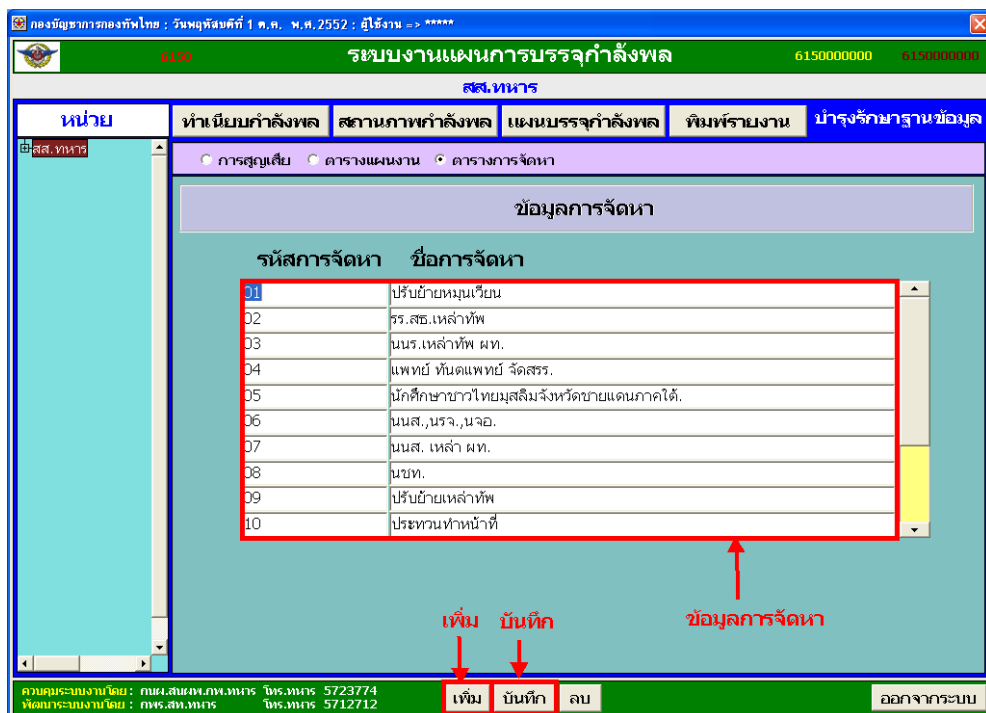 กองบัญชาการกองทัพไทย : วันพฤหัสบดีที่ 1 ต.ค. พ.ศ.2552 : ผู้ใช้งาน => *****
6150 ระบบงานแผนการบรรจุกำลังพล 6150000000 6150000000
สส.ทหาร
หน่วย ทำเนียบกำลังพล สถานภาพกำลังพล แผนบรรจุกำลังพล พิมพ์รายงาน บำรุงรักษาฐานข้อมูล
สส.ทหาร
การสูญเสีย ตารางแผนงาน ตารางการจัดหา
ข้อมูลการจัดหา
รหัสการจัดหา ชื่อการจัดหา
01 ปรับย้ายหมุนเวียน
02 รร.สธ.เหล่าทัพ
03 นนร.เหล่าทัพ ผท.
04 แพทย์ ทันตแพทย์ จัดสรร.
05 นักศึกษาชาวไทยมุสลิมจังหวัดชายแดนภาคใต้.
06 นนส.,นรจ.,นจอ.
07 นนส. เหล่า ผท.
08 นชท.
09 ปรับย้ายเหล่าทัพ
10 ประทวนทำหน้าที่
เพิ่ม บันทึก ข้อมูลการจัดหา
ควบคุมระบบงานโดย : กนผ.สนผพ.กพ.ทหาร โทร.ทหาร 5723774
พัฒนาระบบงานโดย : กพร.สท.ทหาร โทร.ทหาร 5712712
เพิ่ม บันทึก ลบ ออกจากระบบ